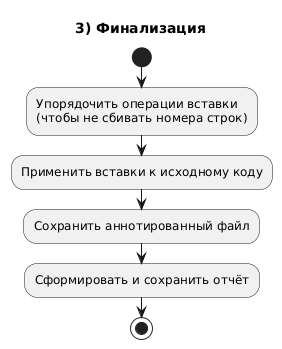 3) Финализация
Упорядочить операции вставки
(чтобы не сбивать номера строк)
Применить вставки к исходному коду
Сохранить аннотированный файл
Сформировать и сохранить отчёт